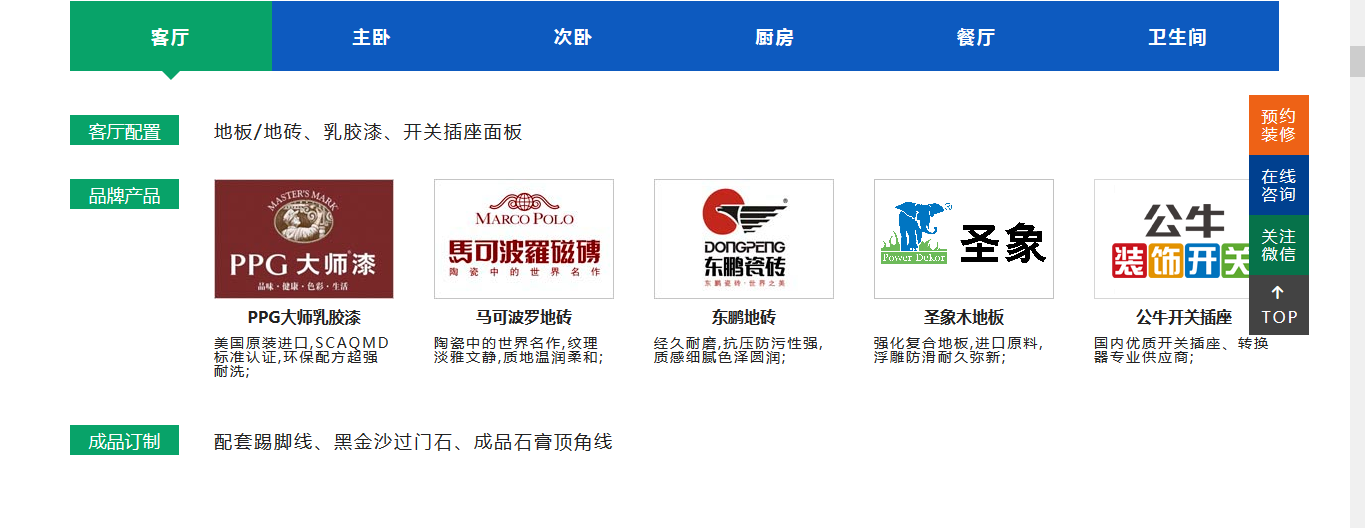 客厅 主卧 次卧 厨房 餐厅 卫生间
预约
装修
在线
咨询
关注
微信
TOP
客厅配置 地板/地砖、乳胶漆、开关插座面板
品牌产品
MASTER'S MARK
PPG 大师漆
品味·健康·色彩·生活
PPG大师乳胶漆
美国原装进口,SCAQMD
标准认证,环保配方超强
耐洗;
MARCO POLO
馬可波羅磁磚
陶瓷中的世界名作
马可波罗地砖
陶瓷中的世界名作,纹理
淡雅文静,质地温润柔和;
DONGPENG
东鹏瓷砖
东鹏瓷砖·世界之美
东鹏地砖
经久耐磨,抗压防污性强,
质感细腻色泽圆润;
Power Dekor
圣象
圣象木地板
强化复合地板,进口原料,
浮雕防滑耐久弥新;
公牛
装饰开关
公牛开关插座
国内优质开关插座、转换
器专业供应商;
成品订制 配套踢脚线、黑金沙过门石、成品石膏顶角线